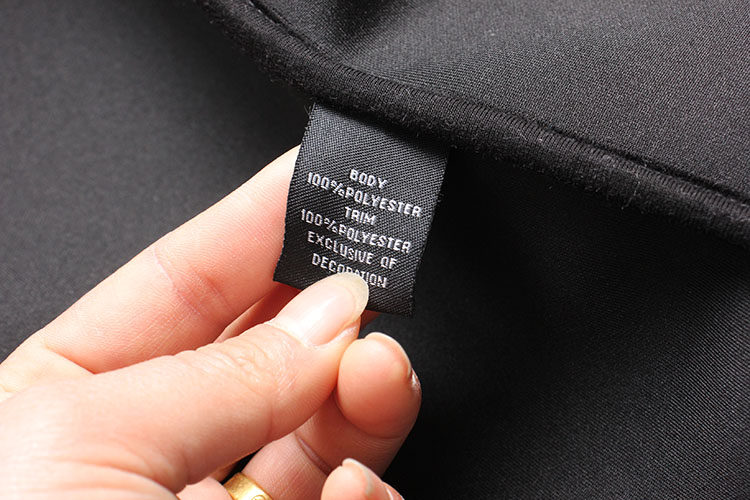 BODY
100%POLYESTER
TRIM
100%POLYESTER
EXCLUSIVE OF
DECORATION